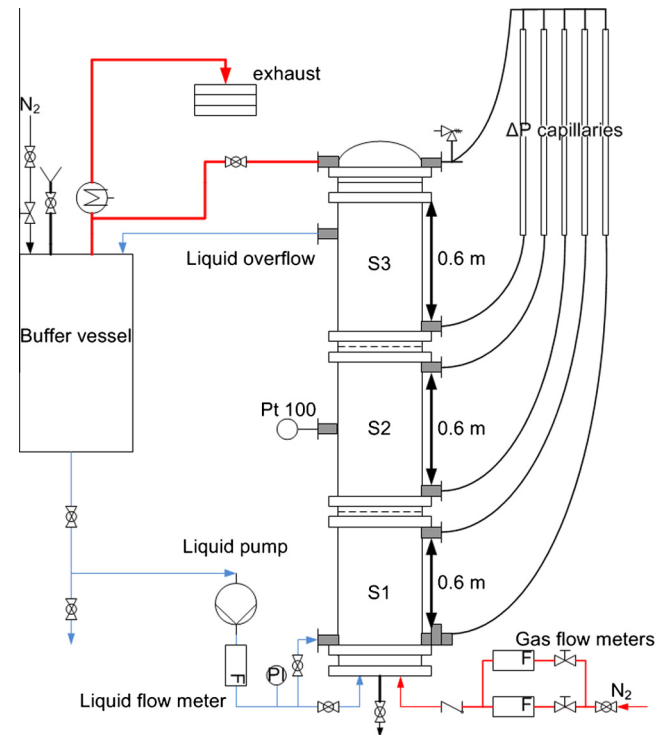 exhaust
N2
ΔP capillaries
Liquid overflow
S3
0.6 m
Buffer vessel
Pt 100
S2
0.6 m
Liquid pump
S1
0.6 m
Gas flow meters
F
F
PI
Liquid flow meter
F
N2